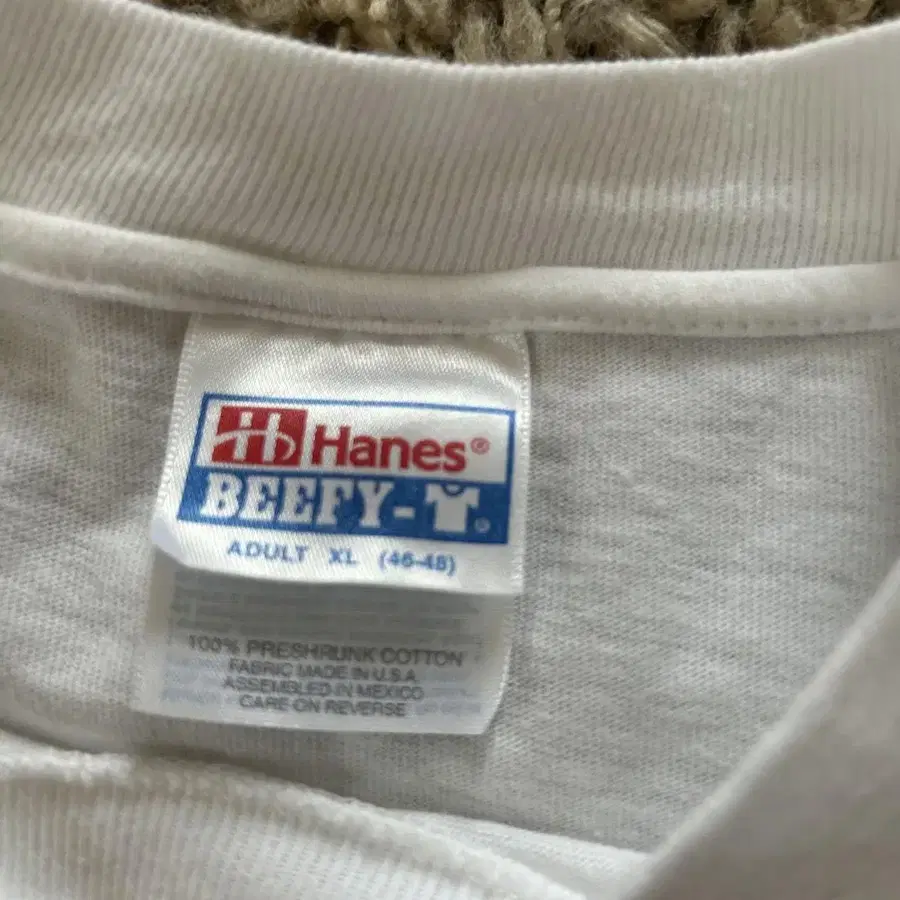 Hanes®
BEEFY-T®
ADULT XL (46-48)
100% PRESHRUNK COTTON
FABRIC MADE IN U.S.A
ASSEMBLED IN MEXICO
CARE ON REVERSE